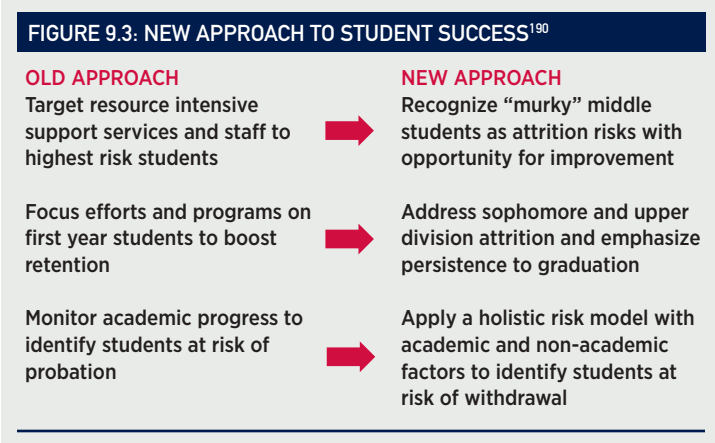 FIGURE 9.3: NEW APPROACH TO STUDENT SUCCESS190
OLD APPROACH
Target resource intensive
support services and staff to
highest risk students
NEW APPROACH
Recognize “murky” middle
students as attrition risks with
opportunity for improvement
Focus efforts and programs on
first year students to boost
retention
Address sophomore and upper
division attrition and emphasize
persistence to graduation
Monitor academic progress to
identify students at risk of
probation
Apply a holistic risk model with
academic and non-academic
factors to identify students at
risk of withdrawal